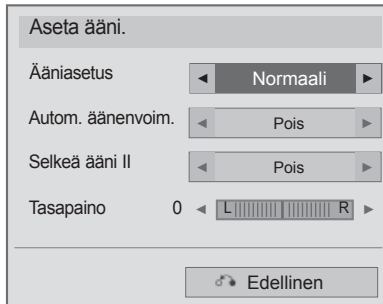 Aseta ääni.
Ääniasetus ◄ Normaali ►
Autom. äänenvoim. ◄ Pois ►
Selkeä ääni II ◄ Pois ►
Tasapaino 0 ◄ L R ►
Edellinen